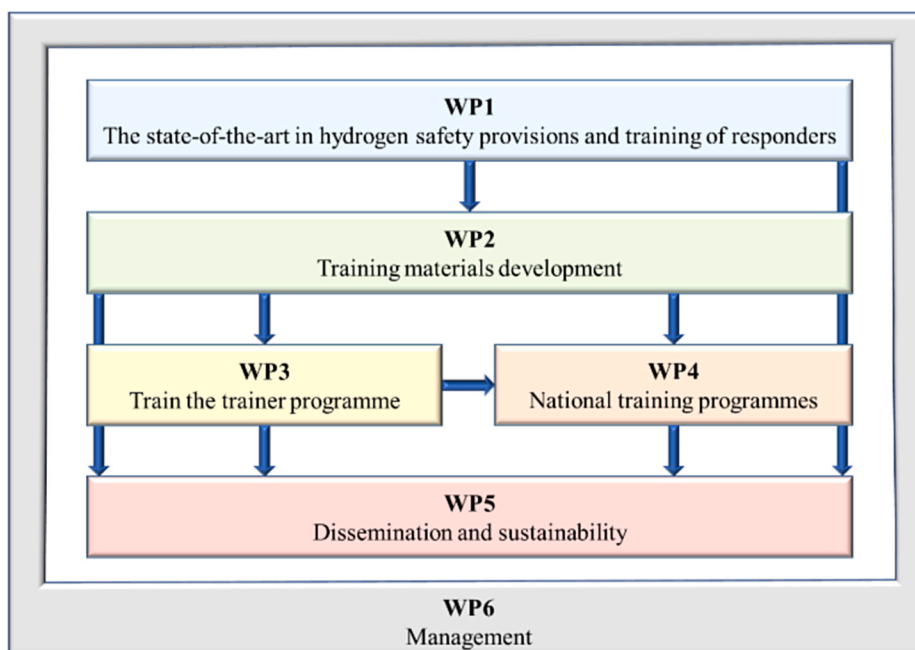 WP1
The state-of-the-art in hydrogen safety provisions and training of responders
WP2
Training materials development
WP3
Train the trainer programme
WP4
National training programmes
WP5
Dissemination and sustainability
WP6
Management